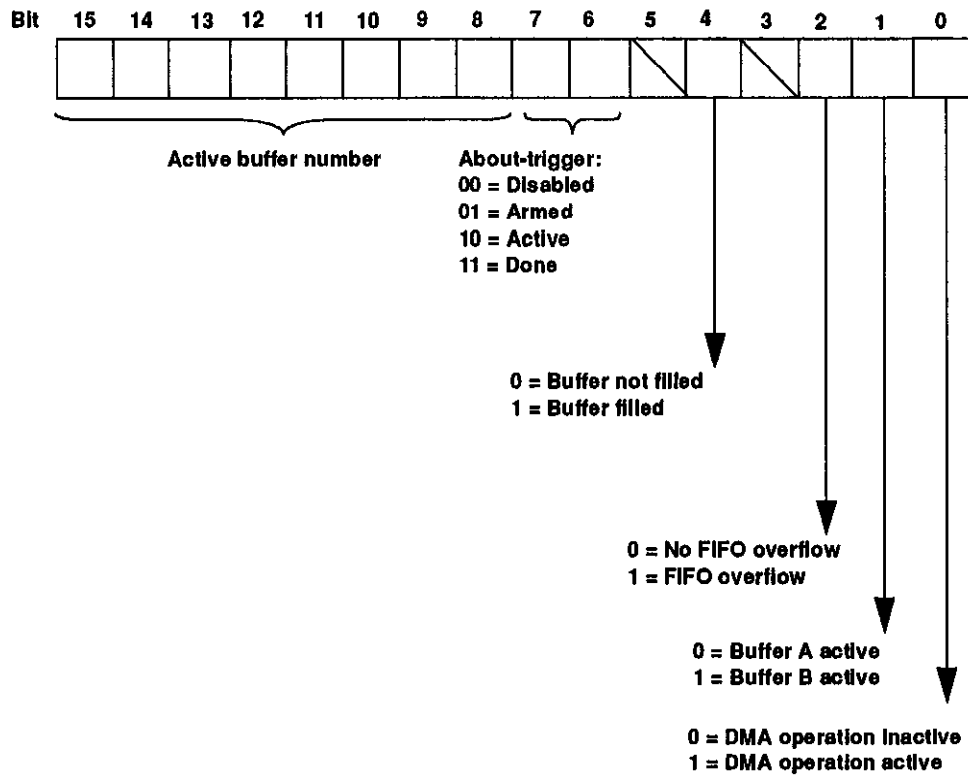 Bit 15 14 13 12 11 10 9 8 7 6 5 4 3 2 1 0
Active buffer number
About-trigger:
00 = Disabled
01 = Armed
10 = Active
11 = Done
0 = Buffer not filled
1 = Buffer filled
0 = No FIFO overflow
1 = FIFO overflow
0 = Buffer A active
1 = Buffer B active
0 = DMA operation inactive
1 = DMA operation active